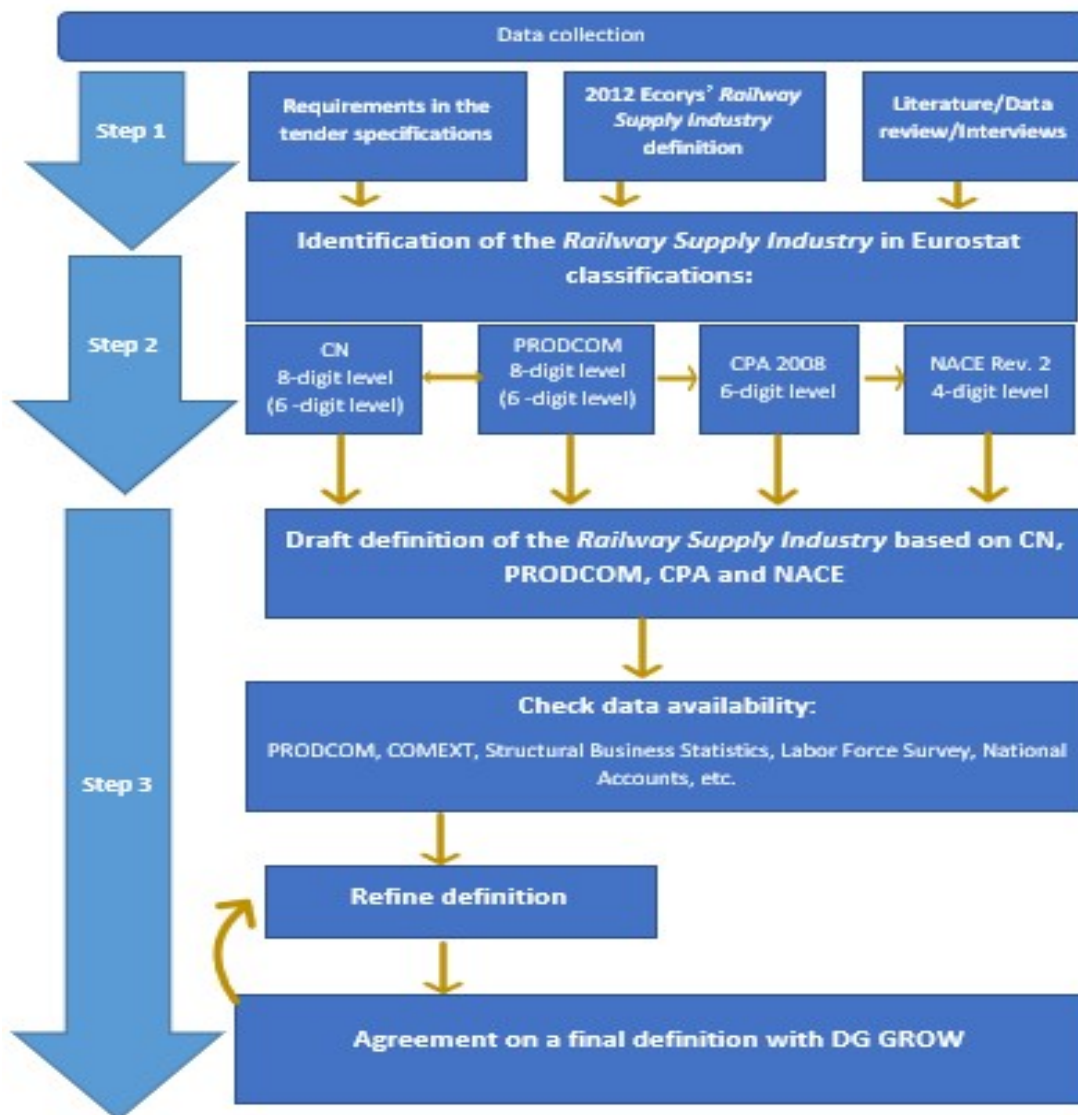 Data collection
Step 1
Requirements in the
tender specifications
2012 Ecorys’ Railway
Supply Industry
definition
Literature/Data
review/Interviews
Identification of the Railway Supply Industry in Eurostat
classifications:
Step 2
CN
8-digit level
(6 -digit level)
PRODCOM
8-digit level
(6 -digit level)
CPA 2008
6-digit level
NACE Rev. 2
4-digit level
Draft definition of the Railway Supply Industry based on CN,
PRODCOM, CPA and NACE
Step 3
Check data availability:
PRODCOM, COMEXT, Structural Business Statistics, Labor Force Survey, National
Accounts, etc.
Refine definition
Agreement on a final definition with DG GROW